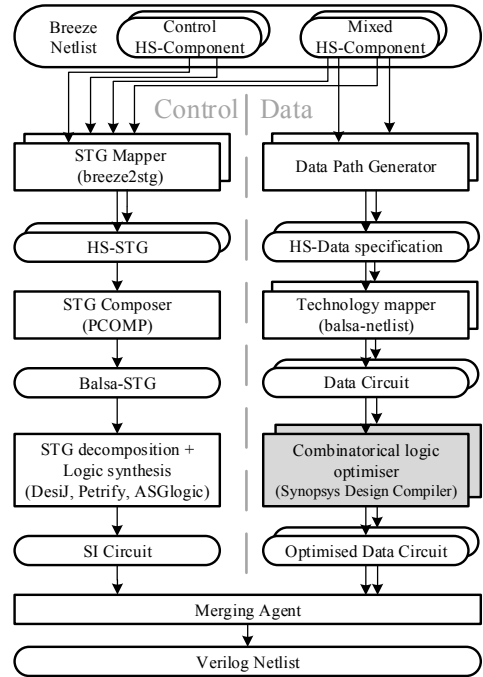 Breeze
Netlist
Control
HS-Component
Mixed
HS-Component
Control
Data
STG Mapper
(breeze2stg)
Data Path Generator
HS-STG
HS-Data specification
STG Composer
(PCOMP)
Technology mapper
(balsa-netlist)
Balsa-STG
Data Circuit
STG decomposition +
Logic synthesis
(DesiJ, Petrify, ASGlogic)
Combinatorical logic
optimiser
(Synopsys Design Compiler)
SI Circuit
Optimised Data Circuit
Merging Agent
Verilog Netlist